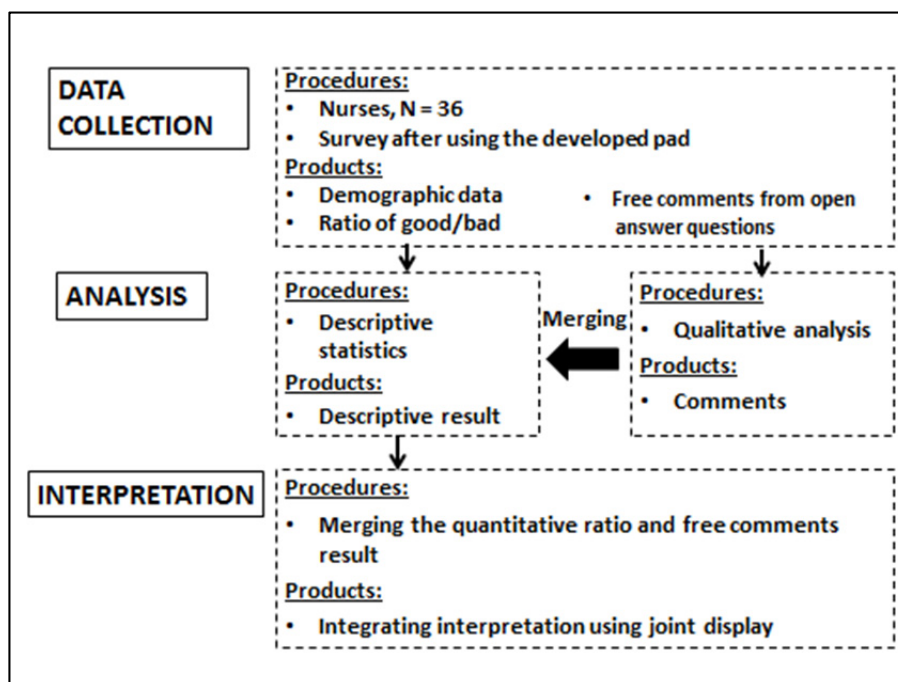 DATA
COLLECTION
Procedures:
• Nurses, N = 36
• Survey after using the developed pad
Products:
• Demographic data
• Ratio of good/bad
• Free comments from open
answer questions
ANALYSIS
Procedures:
• Descriptive
statistics
Products:
• Descriptive result
Merging
Procedures:
• Qualitative analysis
Products:
• Comments
INTERPRETATION
Procedures:
• Merging the quantitative ratio and free comments
result
Products:
• Integrating interpretation using joint display